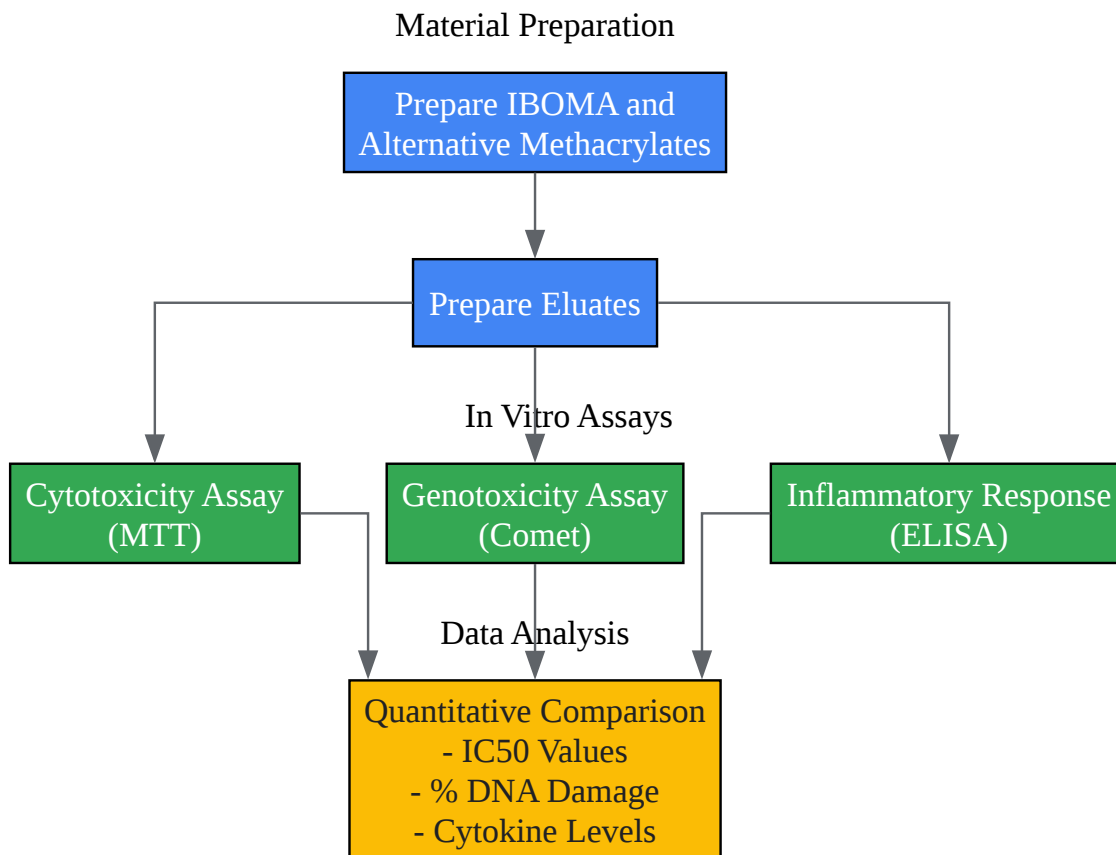 Material Preparation
Prepare IBOMA and
Alternative Methacrylates
Prepare Eluates
In Vitro Assays
Cytotoxicity Assay
(MTT)
Genotoxicity Assay
(Comet)
Inflammatory Response
(ELISA)
Data Analysis
Quantitative Comparison
- IC50 Values
- % DNA Damage
- Cytokine Levels